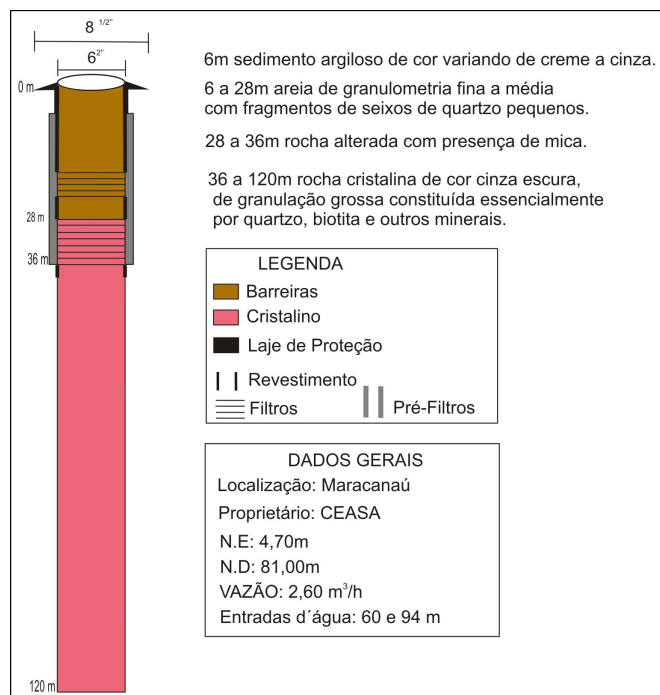 8 1/2"
6 2"
0 m
28 m
36 m
120 m
6m sedimento argiloso de cor variando de creme a cinza.
6 a 28m areia de granulometria fina a média
com fragmentos de seixos de quartzo pequenos.
28 a 36m rocha alterada com presença de mica.
36 a 120m rocha cristalina de cor cinza escura,
de granulação grossa constituída essencialmente
por quartzo, biotita e outros minerais.
LEGENDA
Barreiras
Cristalino
Laje de Proteção
Revestimento
Filtros
Pré-Filtros
DADOS GERAIS
Localização: Maracanaú
Proprietário: CEASA
N.E: 4,70m
N.D: 81,00m
VAZÃO: 2,60 m³/h
Entradas d´água: 60 e 94 m